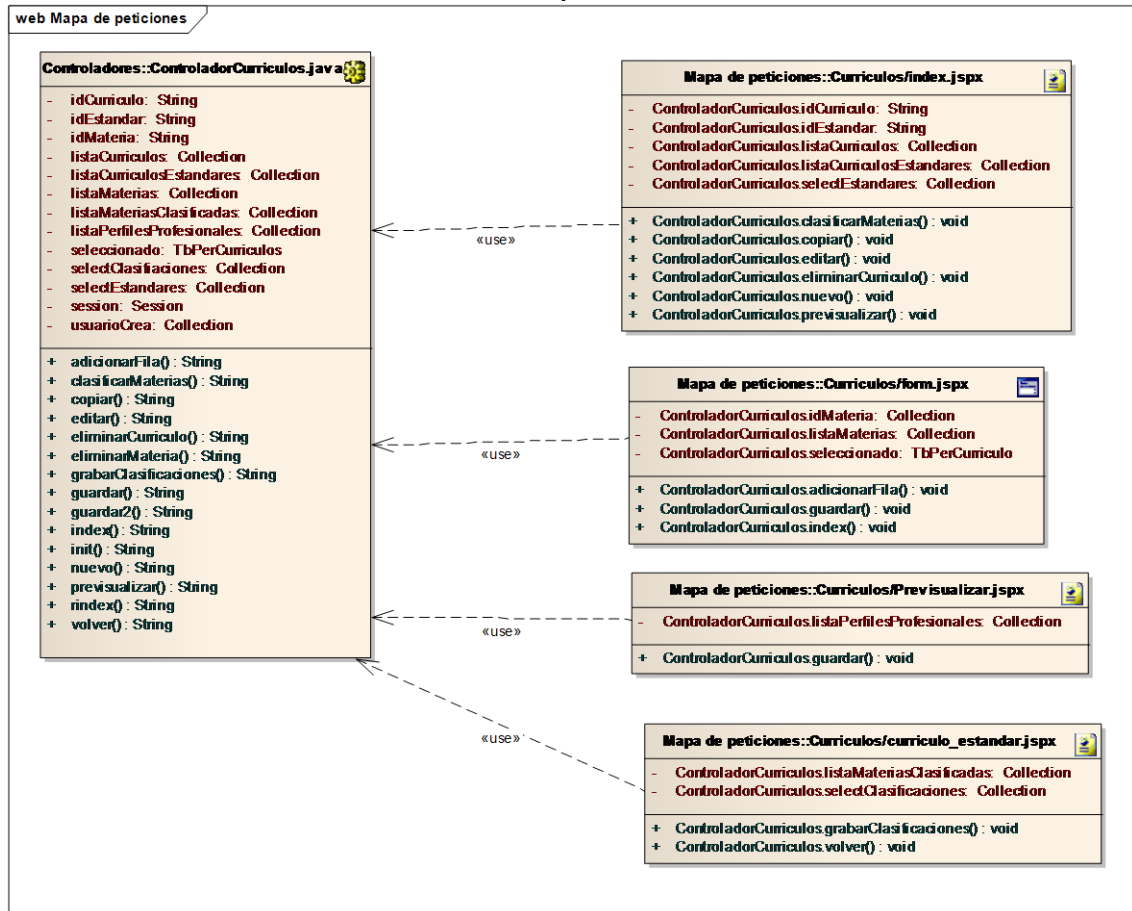 web Mapa de peticiones
Controladores::ControladorCurriculos.java
- idCurriculo: String
- idEstandar: String
- idMateria: String
- listaCurriculos: Collection
- listaCurriculosEstandares: Collection
- listaMaterias: Collection
- listaMateriasClasificadas: Collection
- listaPerfilesProfesionales: Collection
- seleccionado: TbPerCurriculos
- selectClasifiaciones: Collection
- selectEstandares: Collection
- session: Session
- usuarioCrea: Collection
+ adicionarFila() : String
+ clasificarMaterias() : String
+ copiar() : String
+ editar() : String
+ eliminarCurriculo() : String
+ eliminarMateria() : String
+ grabarClasificaciones() : String
+ guardar() : String
+ guardar2() : String
+ index() : String
+ init() : String
+ nuevo() : String
+ previsualizar() : String
+ rindex() : String
+ volver() : String
«use»
«use»
«use»
«use»
Mapa de peticiones::Curriculos/index.jspx
- ControladorCurriculos.idCurriculo: String
- ControladorCurriculos.idEstandar: String
- ControladorCurriculos.listaCurriculos: Collection
- ControladorCurriculos.listaCurriculosEstandares: Collection
- ControladorCurriculos.selectEstandares: Collection
+ ControladorCurriculos.clasificarMaterias() : void
+ ControladorCurriculos.copiar() : void
+ ControladorCurriculos.editar() : void
+ ControladorCurriculos.eliminarCurriculo() : void
+ ControladorCurriculos.nuevo() : void
+ ControladorCurriculos.previsualizar() : void
Mapa de peticiones::Curriculos/form.jspx
- ControladorCurriculos.idMateria: Collection
- ControladorCurriculos.listaMaterias: Collection
- ControladorCurriculos.seleccionado: TbPerCurriculo
+ ControladorCurriculos.adicionarFila() : void
+ ControladorCurriculos.guardar() : void
+ ControladorCurriculos.index() : void
Mapa de peticiones::Curriculos/Previsualizar.jspx
- ControladorCurriculos.listaPerfilesProfesionales: Collection
+ ControladorCurriculos.guardar() : void
Mapa de peticiones::Curriculos/curriculo_estandar.jspx
- ControladorCurriculos.listaMateriasClasificadas: Collection
- ControladorCurriculos.selectClasificaciones: Collection
+ ControladorCurriculos.grabarClasificaciones() : void
+ ControladorCurriculos.volver() : void